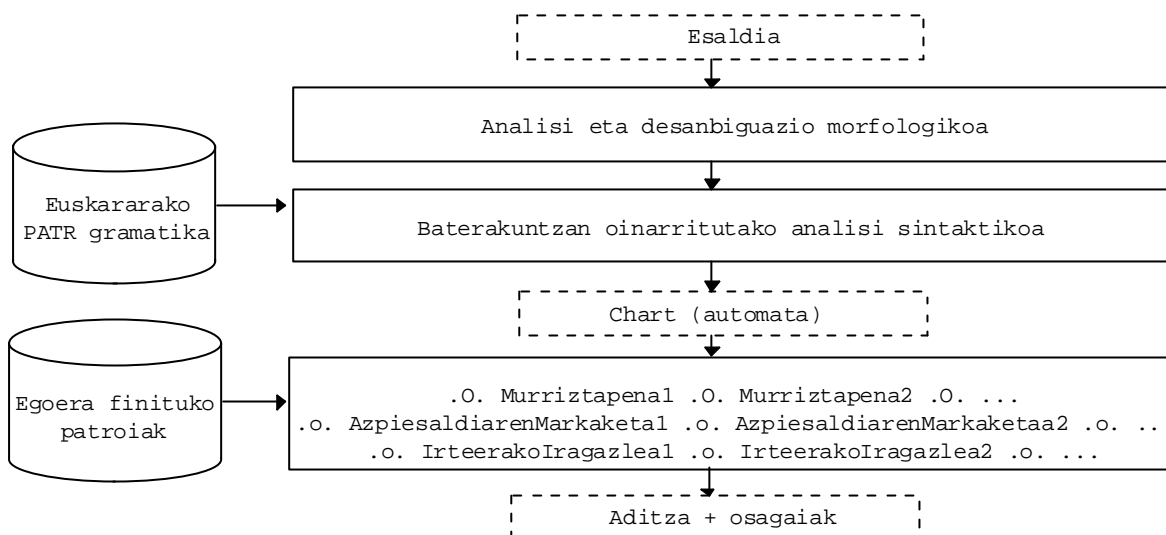 Esaldia
Analisi eta desanbiguazio morfologikoa
Euskararako
PATR gramatika
Baterakuntzan oinarritutako analisi sintaktikoa
Chart (automata)
Egoera finituko
patroiak
.O. Murriztapena1 .O. Murriztapena2 .O. ...
.o. AzpiesaldiarenMarkaketa1 .o. AzpiesaldiarenMarkaketaa2 .o. ..
.o. IrteerakoIragazlea1 .o. IrteerakoIragazlea2 .o. ...
Aditza + osagaiak